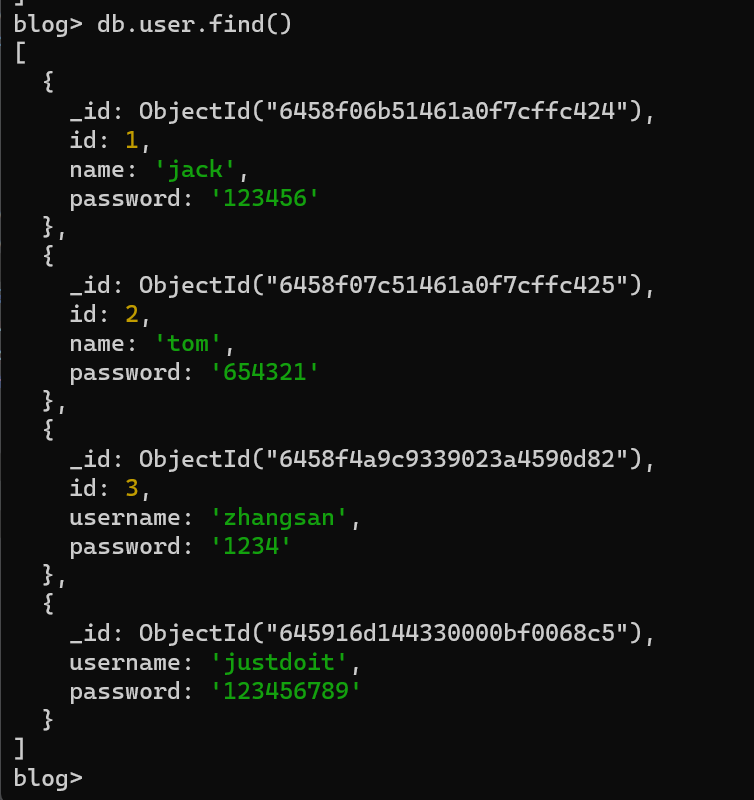 ]
blog> db.user.find()
[
  {
    _id: ObjectId("6458f06b51461a0f7cffc424"),
    id: 1,
    name: 'jack',
    password: '123456'
  },
  {
    _id: ObjectId("6458f07c51461a0f7cffc425"),
    id: 2,
    name: 'tom',
    password: '654321'
  },
  {
    _id: ObjectId("6458f4a9c9339023a4590d82"),
    id: 3,
    username: 'zhangsan',
    password: '1234'
  },
  {
    _id: ObjectId("645916d144330000bf0068c5"),
    username: 'justdoit',
    password: '123456789'
  }
]
blog>